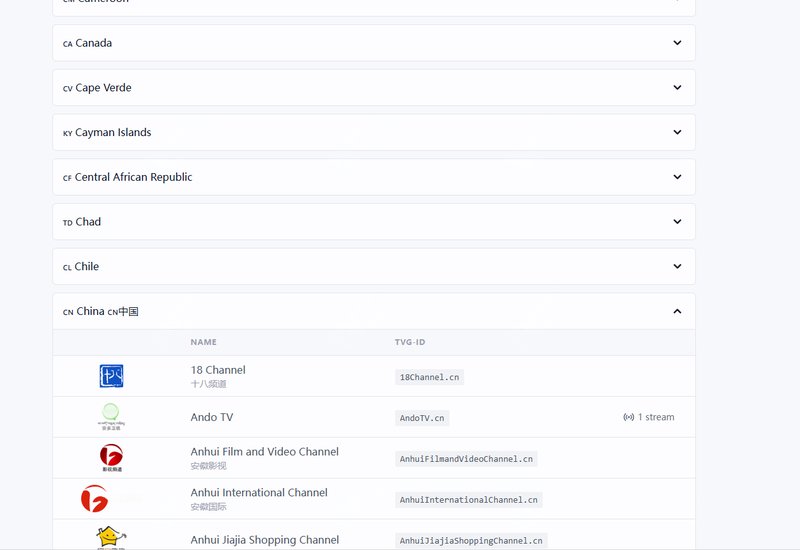 CM Cameroon
CA Canada
CV Cape Verde
KY Cayman Islands
CF Central African Republic
TD Chad
CL Chile
CN China CN中国
NAME TVG-ID
18 Channel
十八频道
18Channel.cn
Ando TV AndoTV.cn 1 stream
Anhui Film and Video Channel
安徽影视
AnhuiFilmandVideoChannel.cn
影视频道
Anhui International Channel
安徽国际
AnhuiInternationalChannel.cn
Anhui Jiajia Shopping Channel AnhuiJiajiaShoppingChannel.cn